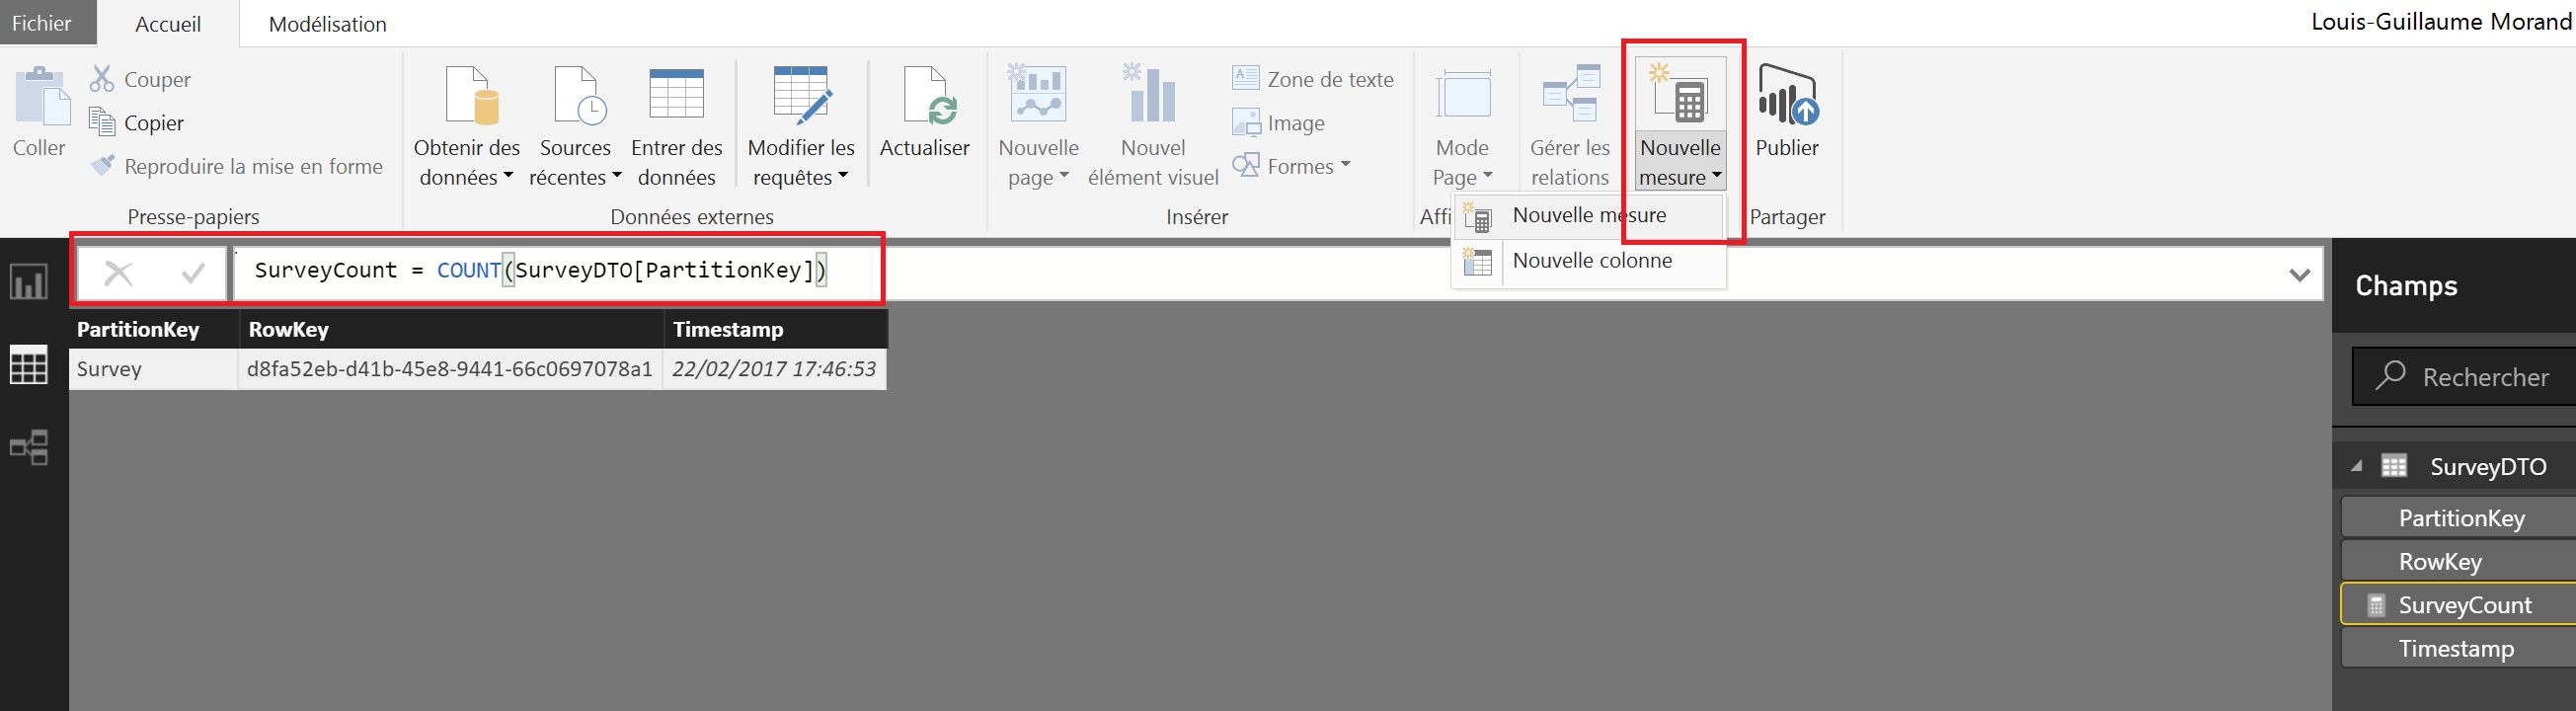 Fichier
Accueil
Modélisation
Louis-Guillaume Morand
Coller
Couper
Copier
Reproduire la mise en forme
Presse-papiers
Obtenir des données
Sources récentes
Entrer des données
Modifier les requêtes
Actualiser
Données externes
Nouvelle page
Nouvel élément visuel
Zone de texte
Image
Formes
Insérer
Mode Page
Affi
Gérer les relations
Nouvelle mesure
Publier
Partager
Nouvelle mesure
Nouvelle colonne
SurveyCount = COUNT(SurveyDTO[PartitionKey])
PartitionKey RowKey Timestamp
Survey d8fa52eb-d41b-45e8-9441-66c0697078a1 22/02/2017 17:46:53
Champs
Rechercher
SurveyDTO
PartitionKey
RowKey
SurveyCount
Timestamp